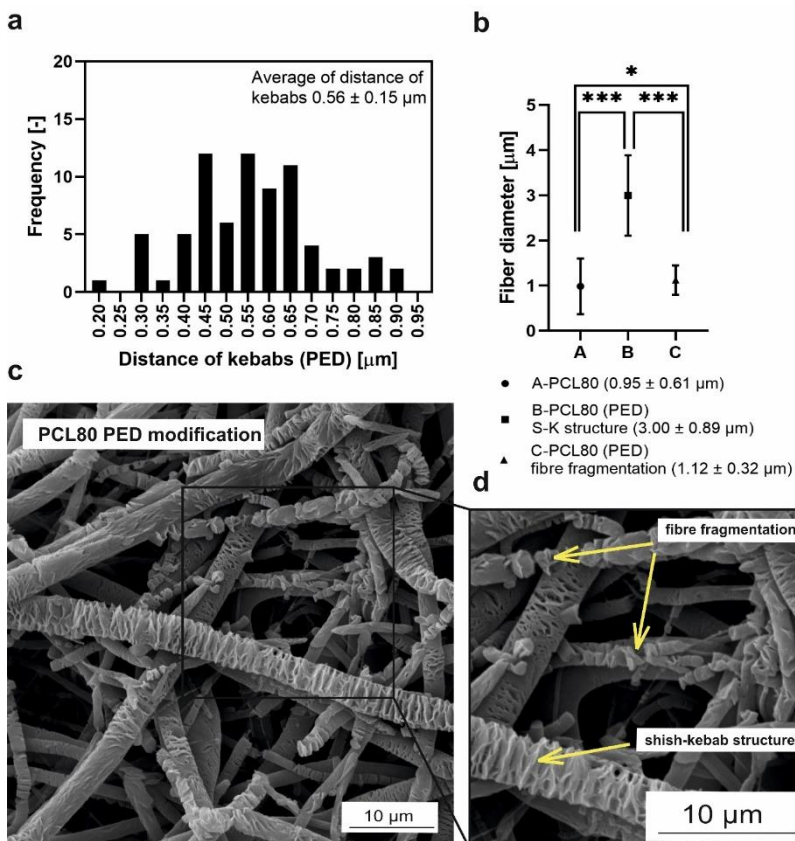 a
Average of distance of
kebabs 0.56 ± 0.15 µm
Frequency [-]
20
15
10
5
0
0.20 0.25 0.30 0.35 0.40 0.45 0.50 0.55 0.60 0.65 0.70 0.75 0.80 0.85 0.90 0.95
Distance of kebabs (PED) [µm]
b
*
*** ***
Fiber diameter [µm]
5
4
3
2
1
0
A B C
A-PCL80 (0.95 ± 0.61 µm)
B-PCL80 (PED)
S-K structure (3.00 ± 0.89 µm)
C-PCL80 (PED)
fibre fragmentation (1.12 ± 0.32 µm)
c
PCL80 PED modification
10 µm
d
fibre fragmentation
shish-kebab structure
10 µm